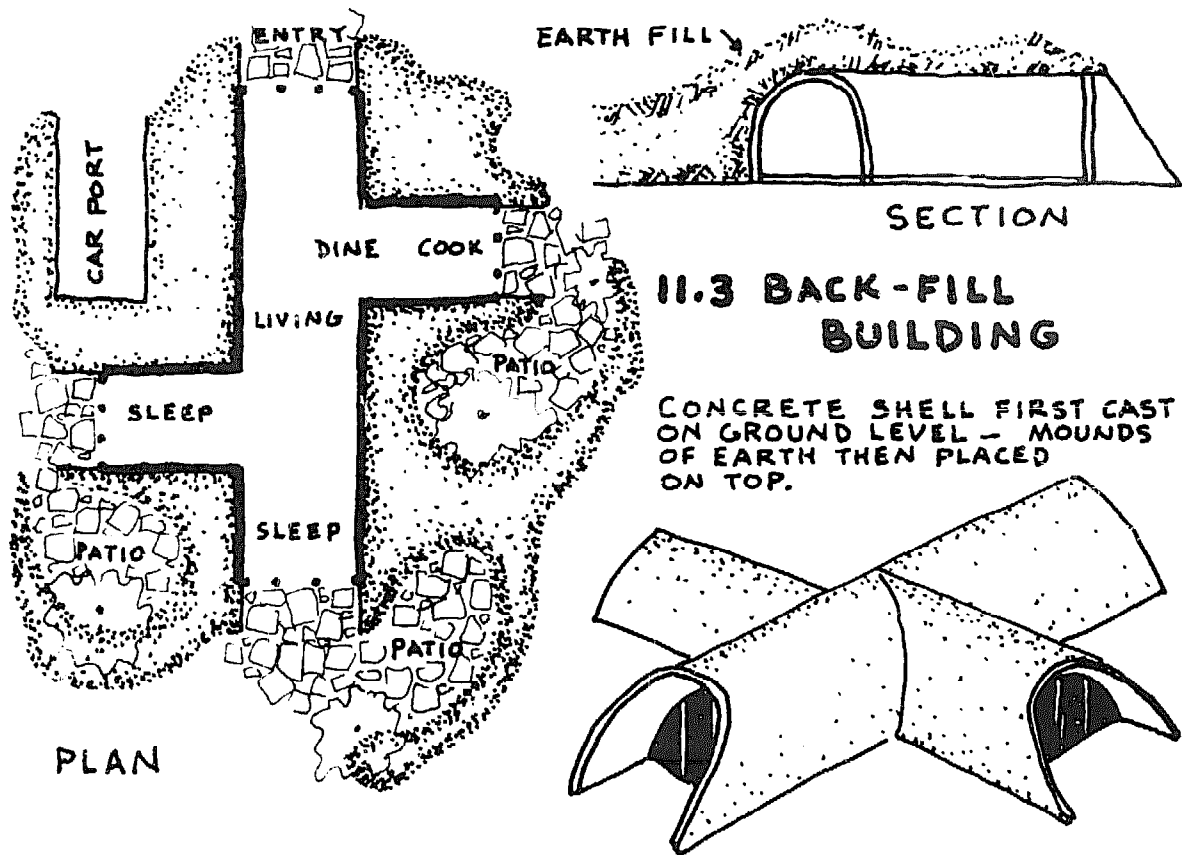 ENTRY
CAR PORT
DINE COOK
LIVING
PATIO
SLEEP
SLEEP
PATIO
PATIO
PLAN
EARTH FILL
SECTION
11.3 BACK-FILL
BUILDING
CONCRETE SHELL FIRST CAST
ON GROUND LEVEL – MOUNDS
OF EARTH THEN PLACED
ON TOP.